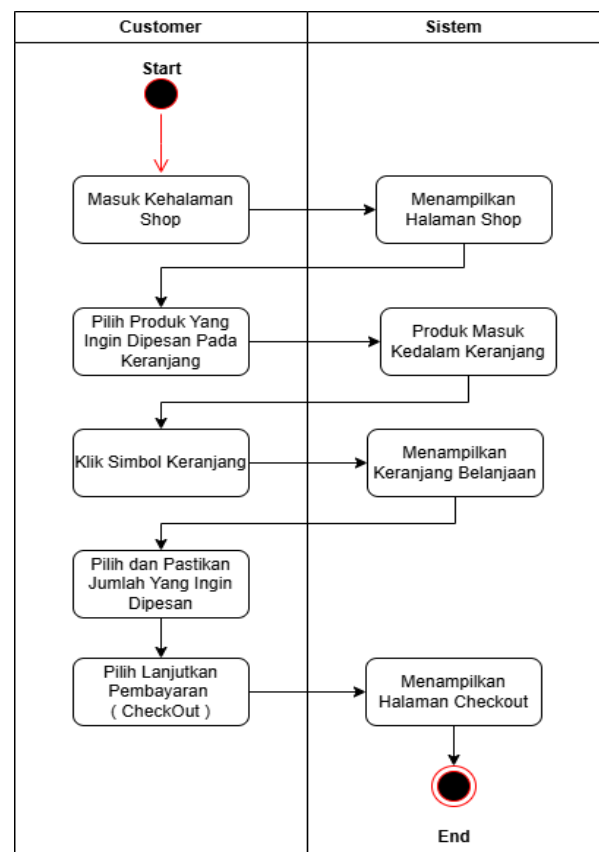 Customer
Sistem
Start
Masuk Kehalaman
Shop
Menampilkan
Halaman Shop
Pilih Produk Yang
Ingin Dipesan Pada
Keranjang
Produk Masuk
Kedalam Keranjang
Klik Simbol Keranjang
Menampilkan
Keranjang Belanjaan
Pilih dan Pastikan
Jumlah Yang Ingin
Dipesan
Pilih Lanjutkan
Pembayaran
( CheckOut )
Menampilkan
Halaman Checkout
End